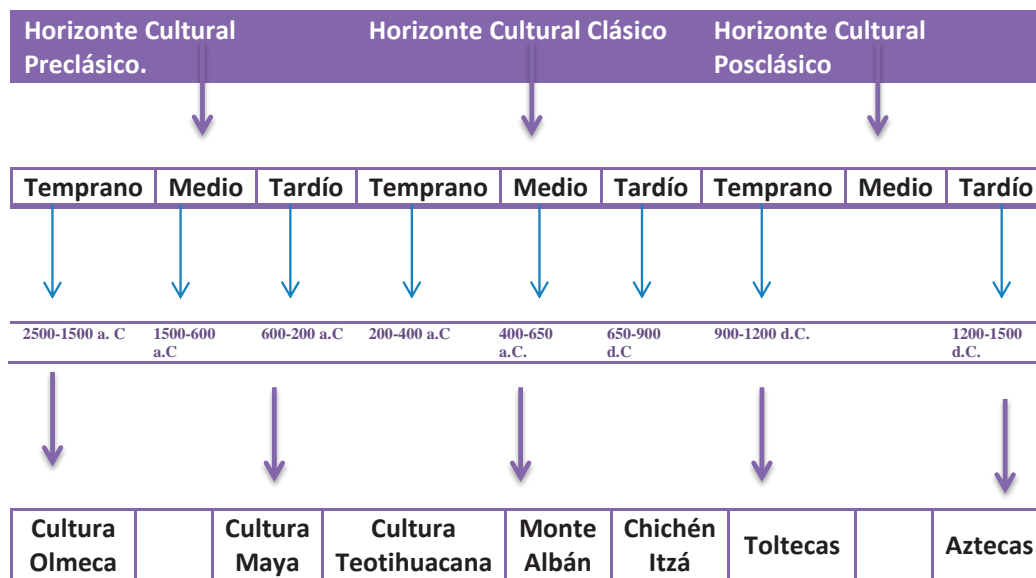 Horizonte Cultural
Preclásico.
Horizonte Cultural Clásico
Horizonte Cultural
Posclásico
Temprano Medio Tardío Temprano Medio Tardío Temprano Medio Tardío
2500-1500 a. C
1500-600
a.C
600-200 a.C
200-400 a.C
400-650
a.C.
650-900
d.C
900-1200 d.C.
1200-1500
d.C.
Cultura
Olmeca
Cultura
Maya
Cultura
Teotihuacana
Monte
Albán
Chichén
Itzá
Toltecas
Aztecas